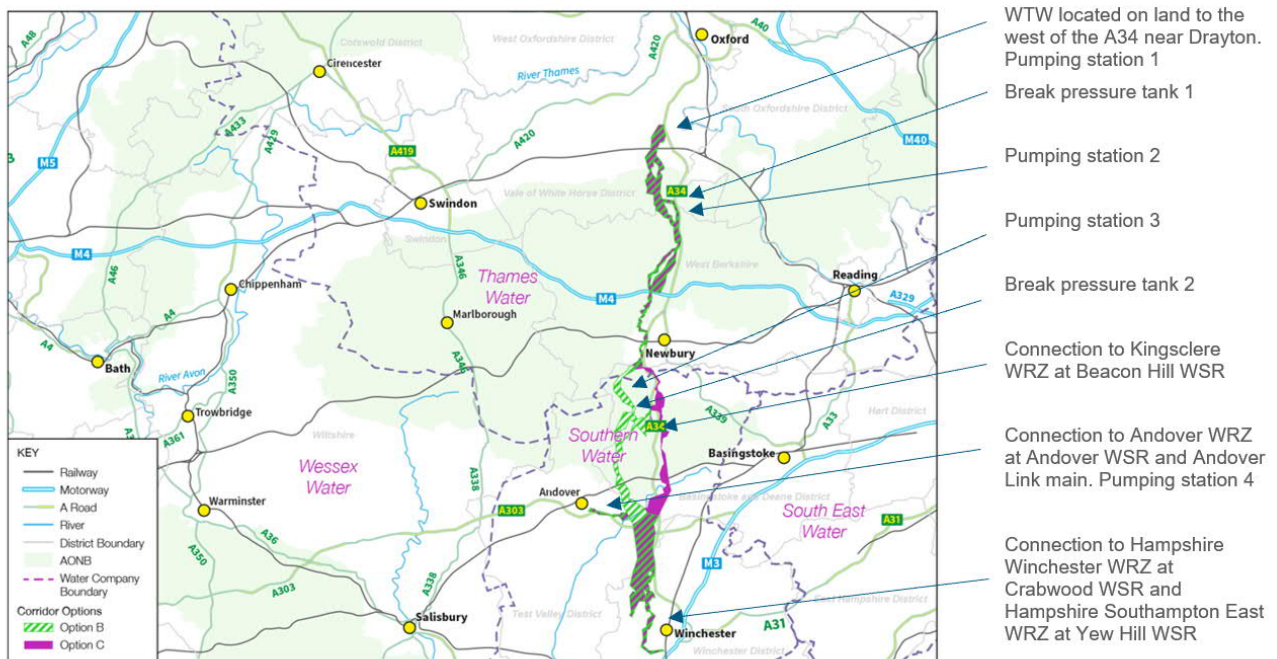 WTW located on land to the
west of the A34 near Drayton.
Pumping station 1
Break pressure tank 1
Pumping station 2
Pumping station 3
Break pressure tank 2
Connection to Kingsclere
WRZ at Beacon Hill WSR
Connection to Andover WRZ
at Andover WSR and Andover
Link main. Pumping station 4
Connection to Hampshire
Winchester WRZ at
Crabwood WSR and
Hampshire Southampton East
WRZ at Yew Hill WSR
A48
Cotswold District
West Oxfordshire District
A420
A40
Oxford
Cirencester
River Thames
South Oxfordshire District
A433
A429
A420
M40
M5
A419
A34
Vale of White Horse District
Swindon
Swindon
M4
A46
A346
Thames
Water
West Berkshire
Reading
M4
A329
Chippenham
A4
Marlborough
A4
Newbury
Bath
River Avon
A350
A346
Trowbridge
A361
A339
A33
Hart District
A34
Wiltshire
Southern
Water
Basingstoke
KEY
Railway
Motorway
A Road
River
District Boundary
AONB
Water Company
Boundary
Corridor Options
Option B
Option C
Wessex
Water
A338
Andover
Basingstoke and Deane District
Warminster
A303
South East
Water
A31
A36
A350
M3
A303
A338
Test Valley District
East Hampshire District
Salisbury
Winchester
A31
Winchester District